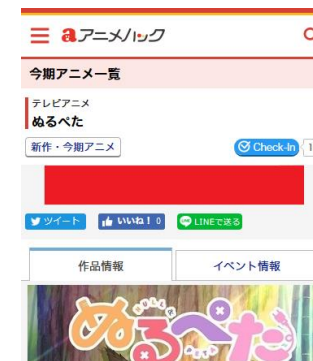 aアニメハック
今期アニメ一覧
テレビアニメ
ぬるぺた
新作・今期アニメ
Check-In 1
ツイート いいね！ 0 LINEで送る
作品情報 イベント情報
ぬるぺた